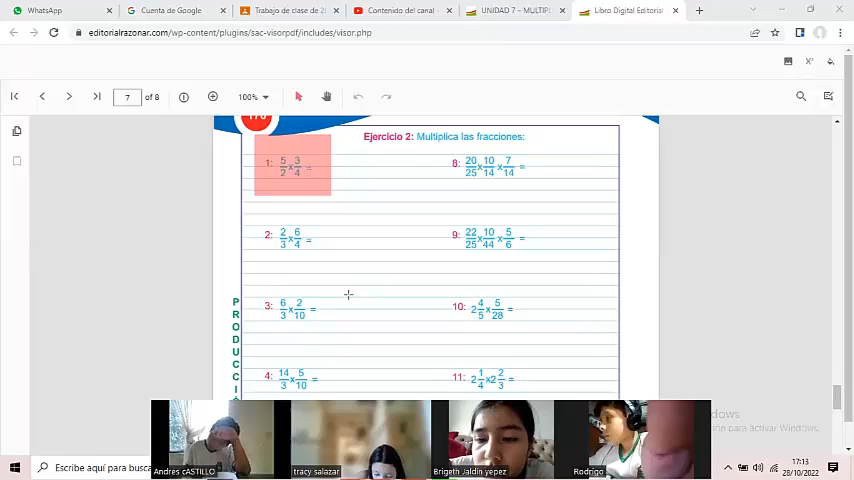 WhatsApp
Cuenta de Google
Trabajo de clase de 2
Contenido del canal -
UNIDAD 7 – MULTIPL
Libro Digital Editorial
editorialrazonar.com/wp-content/plugins/sac-visorpdf/includes/visor.php
7 of 8
100%
Ejercicio 2: Multiplica las fracciones:
1: 5/2 x 3/4 =
8: 20/25 x 10/14 x 7/14 =
2: 2/3 x 6/4 =
9: 22/25 x 10/44 x 5/6 =
3: 6/3 x 2/10 =
10: 2 4/5 x 5/28 =
4: 14/3 x 5/10 =
11: 2 1/4 x 2 2/3 =
PRODUCCI
Andres cASTILLO
tracy salazar
Brigeth Jaldin yepez
Rodrigo
para activar Windows.
Escribe aquí para busca
17:13
28/10/2022